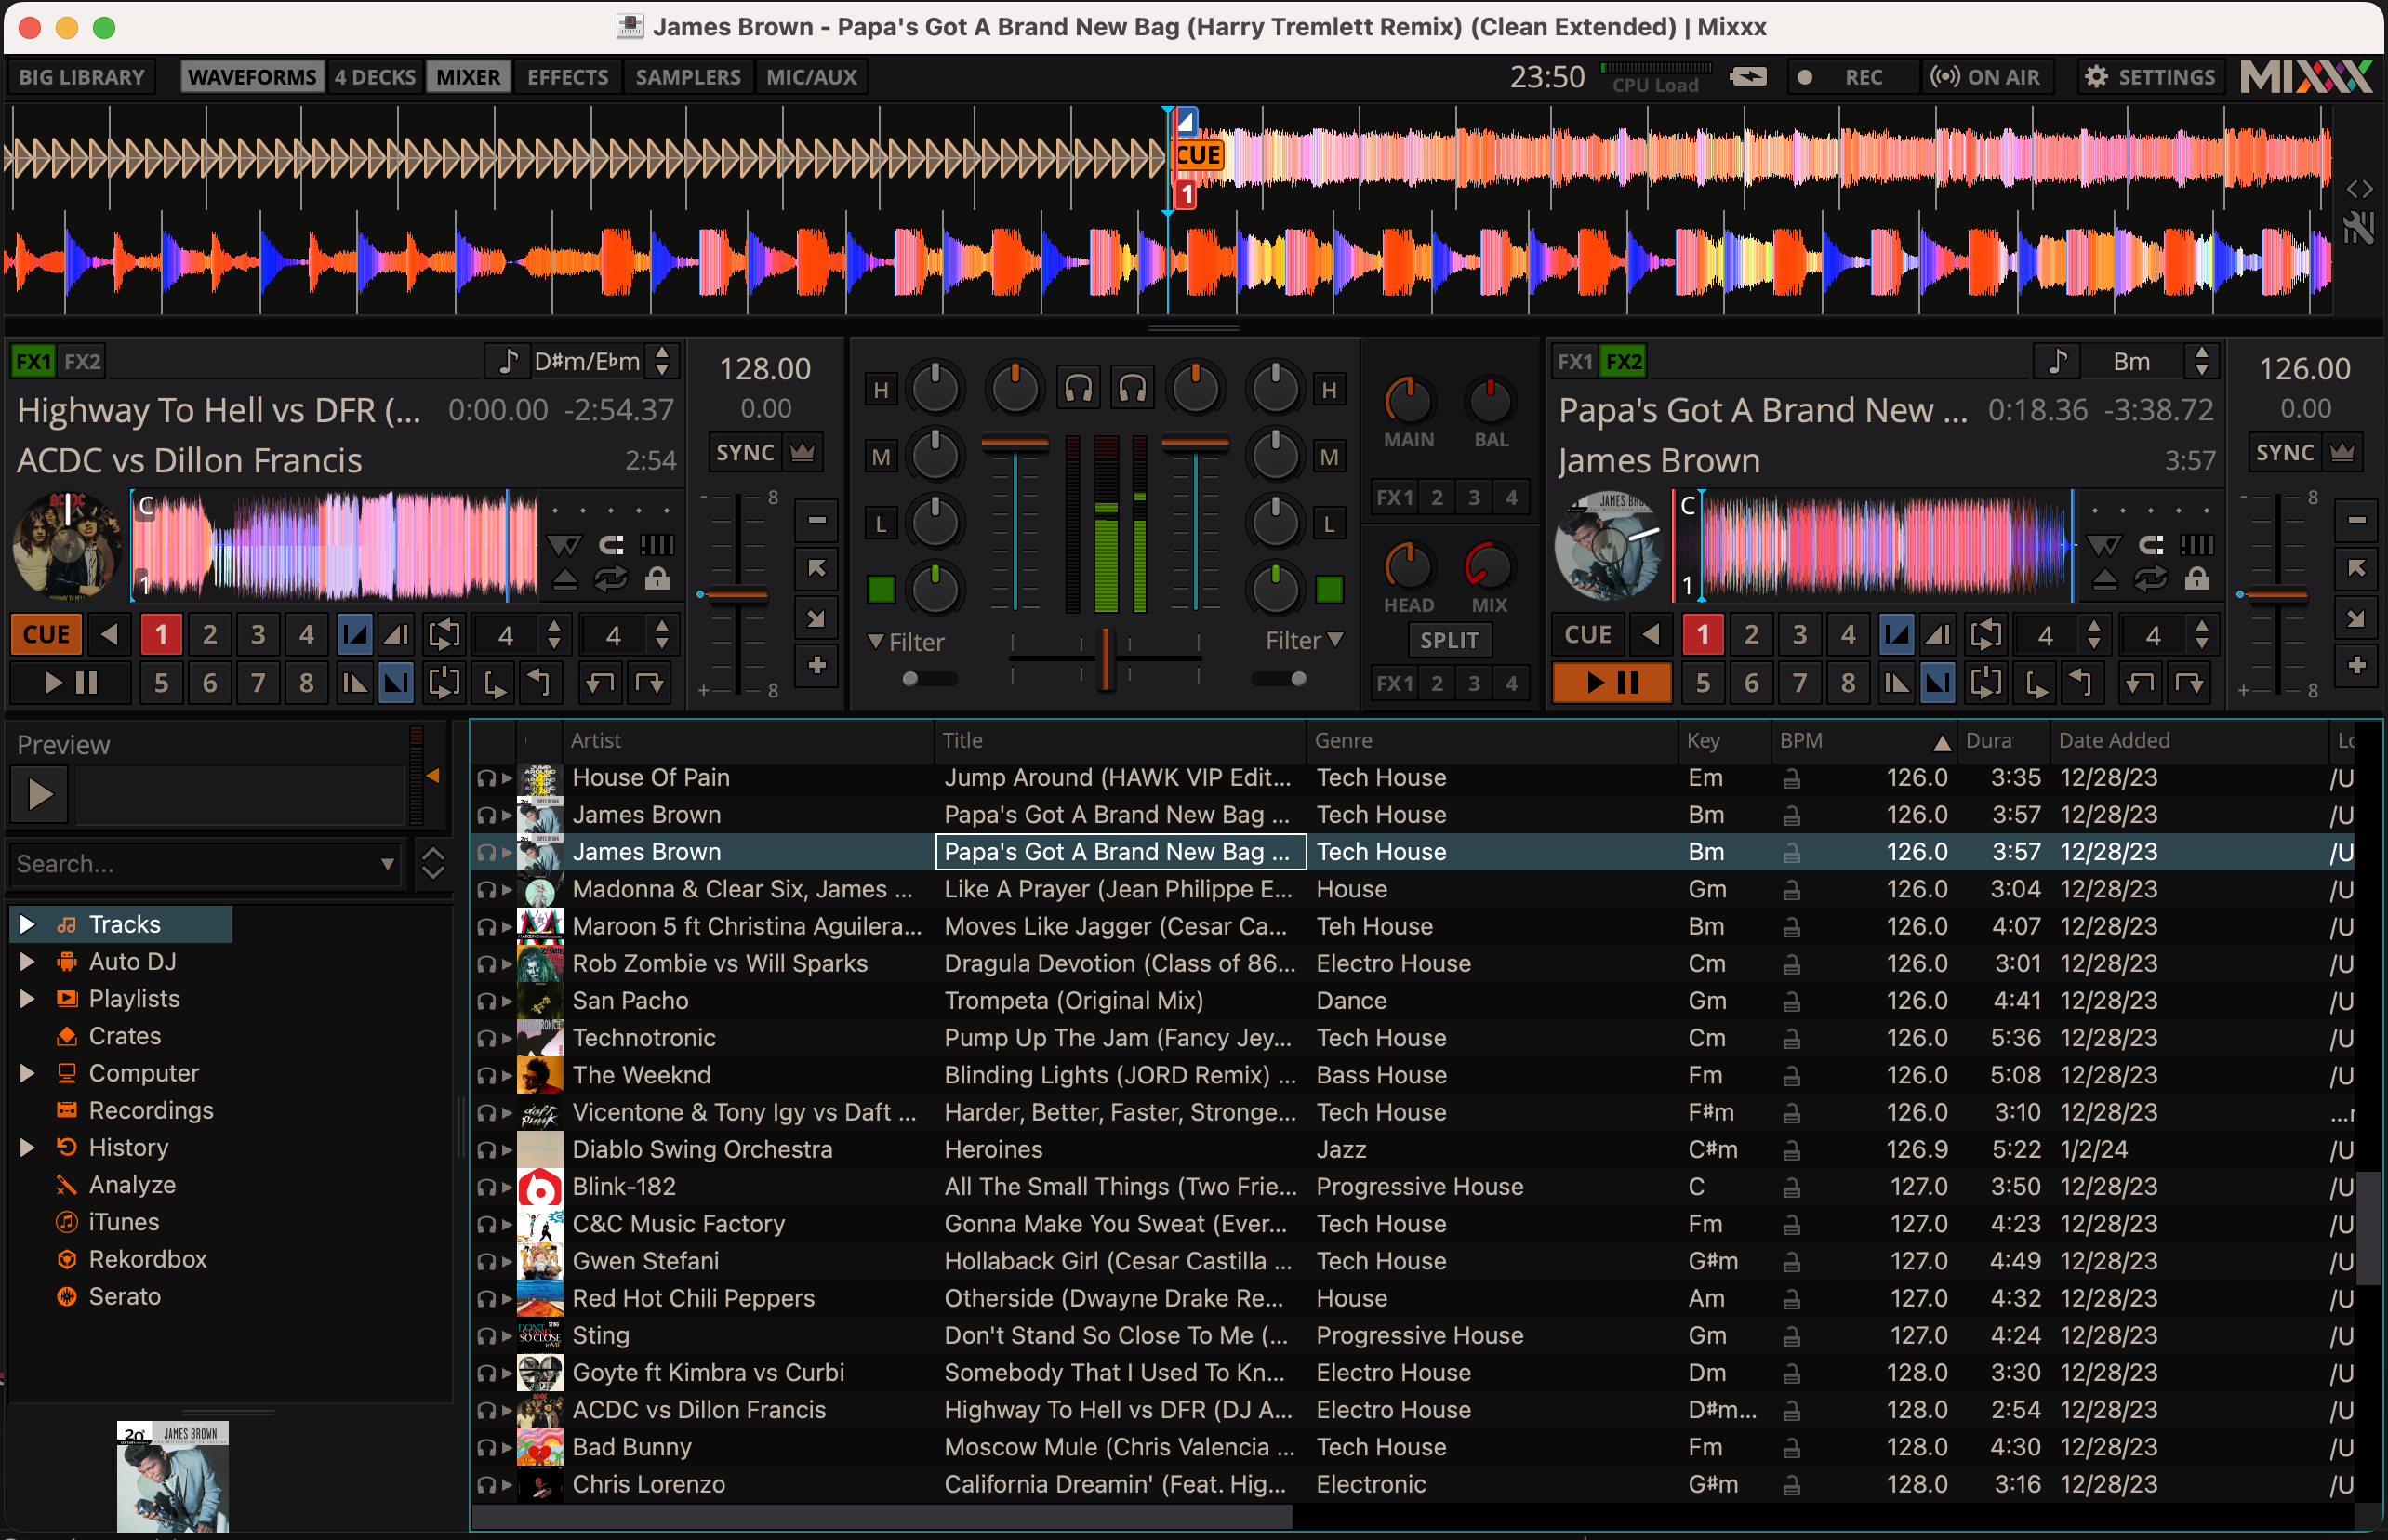 James Brown - Papa's Got A Brand New Bag (Harry Tremlett Remix) (Clean Extended) | Mixxx
BIG LIBRARY WAVEFORMS 4 DECKS MIXER EFFECTS SAMPLERS MIC/AUX 23:50 CPU Load REC ON AIR SETTINGS MIXXX
CUE
1
FX1 FX2 D♯m/E♭m 128.00
0.00
Highway To Hell vs DFR (... 0:00.00 -2:54.37
ACDC vs Dillon Francis 2:54
SYNC
C
1
- 8
+ 8
CUE 1 2 3 4 4 4
5 6 7 8
H H
M M
L L
Filter Filter
MAIN BAL
FX1 2 3 4
HEAD MIX
SPLIT
FX1 2 3 4
FX1 FX2 Bm 126.00
0.00
Papa's Got A Brand New ... 0:18.36 -3:38.72
James Brown 3:57
SYNC
JAMES
C
1
- 8
+ 8
CUE 1 2 3 4 4 4
5 6 7 8
Preview
Search...
Tracks
Auto DJ
Playlists
Crates
Computer
Recordings
History
Analyze
iTunes
Rekordbox
Serato
20 JAMES BROWN
Artist Title Genre Key BPM Dura Date Added Lo
House Of Pain Jump Around (HAWK VIP Edit... Tech House Em 126.0 3:35 12/28/23 /U
James Brown Papa's Got A Brand New Bag ... Tech House Bm 126.0 3:57 12/28/23 /U
James Brown Papa's Got A Brand New Bag ... Tech House Bm 126.0 3:57 12/28/23 /U
Madonna & Clear Six, James ... Like A Prayer (Jean Philippe E... House Gm 126.0 3:04 12/28/23 /U
Maroon 5 ft Christina Aguilera... Moves Like Jagger (Cesar Ca... Teh House Bm 126.0 4:07 12/28/23 /U
Rob Zombie vs Will Sparks Dragula Devotion (Class of 86... Electro House Cm 126.0 3:01 12/28/23 /U
San Pacho Trompeta (Original Mix) Dance Gm 126.0 4:41 12/28/23 /U
Technotronic Pump Up The Jam (Fancy Jey... Tech House Cm 126.0 5:36 12/28/23 /U
The Weeknd Blinding Lights (JORD Remix) ... Bass House Fm 126.0 5:08 12/28/23 /U
Vicentone & Tony Igy vs Daft ... Harder, Better, Faster, Stronge... Tech House F♯m 126.0 3:10 12/28/23
Diablo Swing Orchestra Heroines Jazz C♯m 126.9 5:22 1/2/24 /U
Blink-182 All The Small Things (Two Frie... Progressive House C 127.0 3:50 12/28/23 /U
C&C Music Factory Gonna Make You Sweat (Ever... Tech House Fm 127.0 4:23 12/28/23 /U
Gwen Stefani Hollaback Girl (Cesar Castilla ... Tech House G♯m 127.0 4:49 12/28/23 /U
Red Hot Chili Peppers Otherside (Dwayne Drake Re... House Am 127.0 4:32 12/28/23 /U
Sting Don't Stand So Close To Me (... Progressive House Gm 127.0 4:24 12/28/23 /U
Goyte ft Kimbra vs Curbi Somebody That I Used To Kn... Electro House Dm 128.0 3:30 12/28/23 /U
ACDC vs Dillon Francis Highway To Hell vs DFR (DJ A... Electro House D♯m... 128.0 2:54 12/28/23 /U
Bad Bunny Moscow Mule (Chris Valencia ... Tech House Fm 128.0 4:30 12/28/23 /U
Chris Lorenzo California Dreamin' (Feat. Hig... Electronic G♯m 128.0 3:16 12/28/23 /U